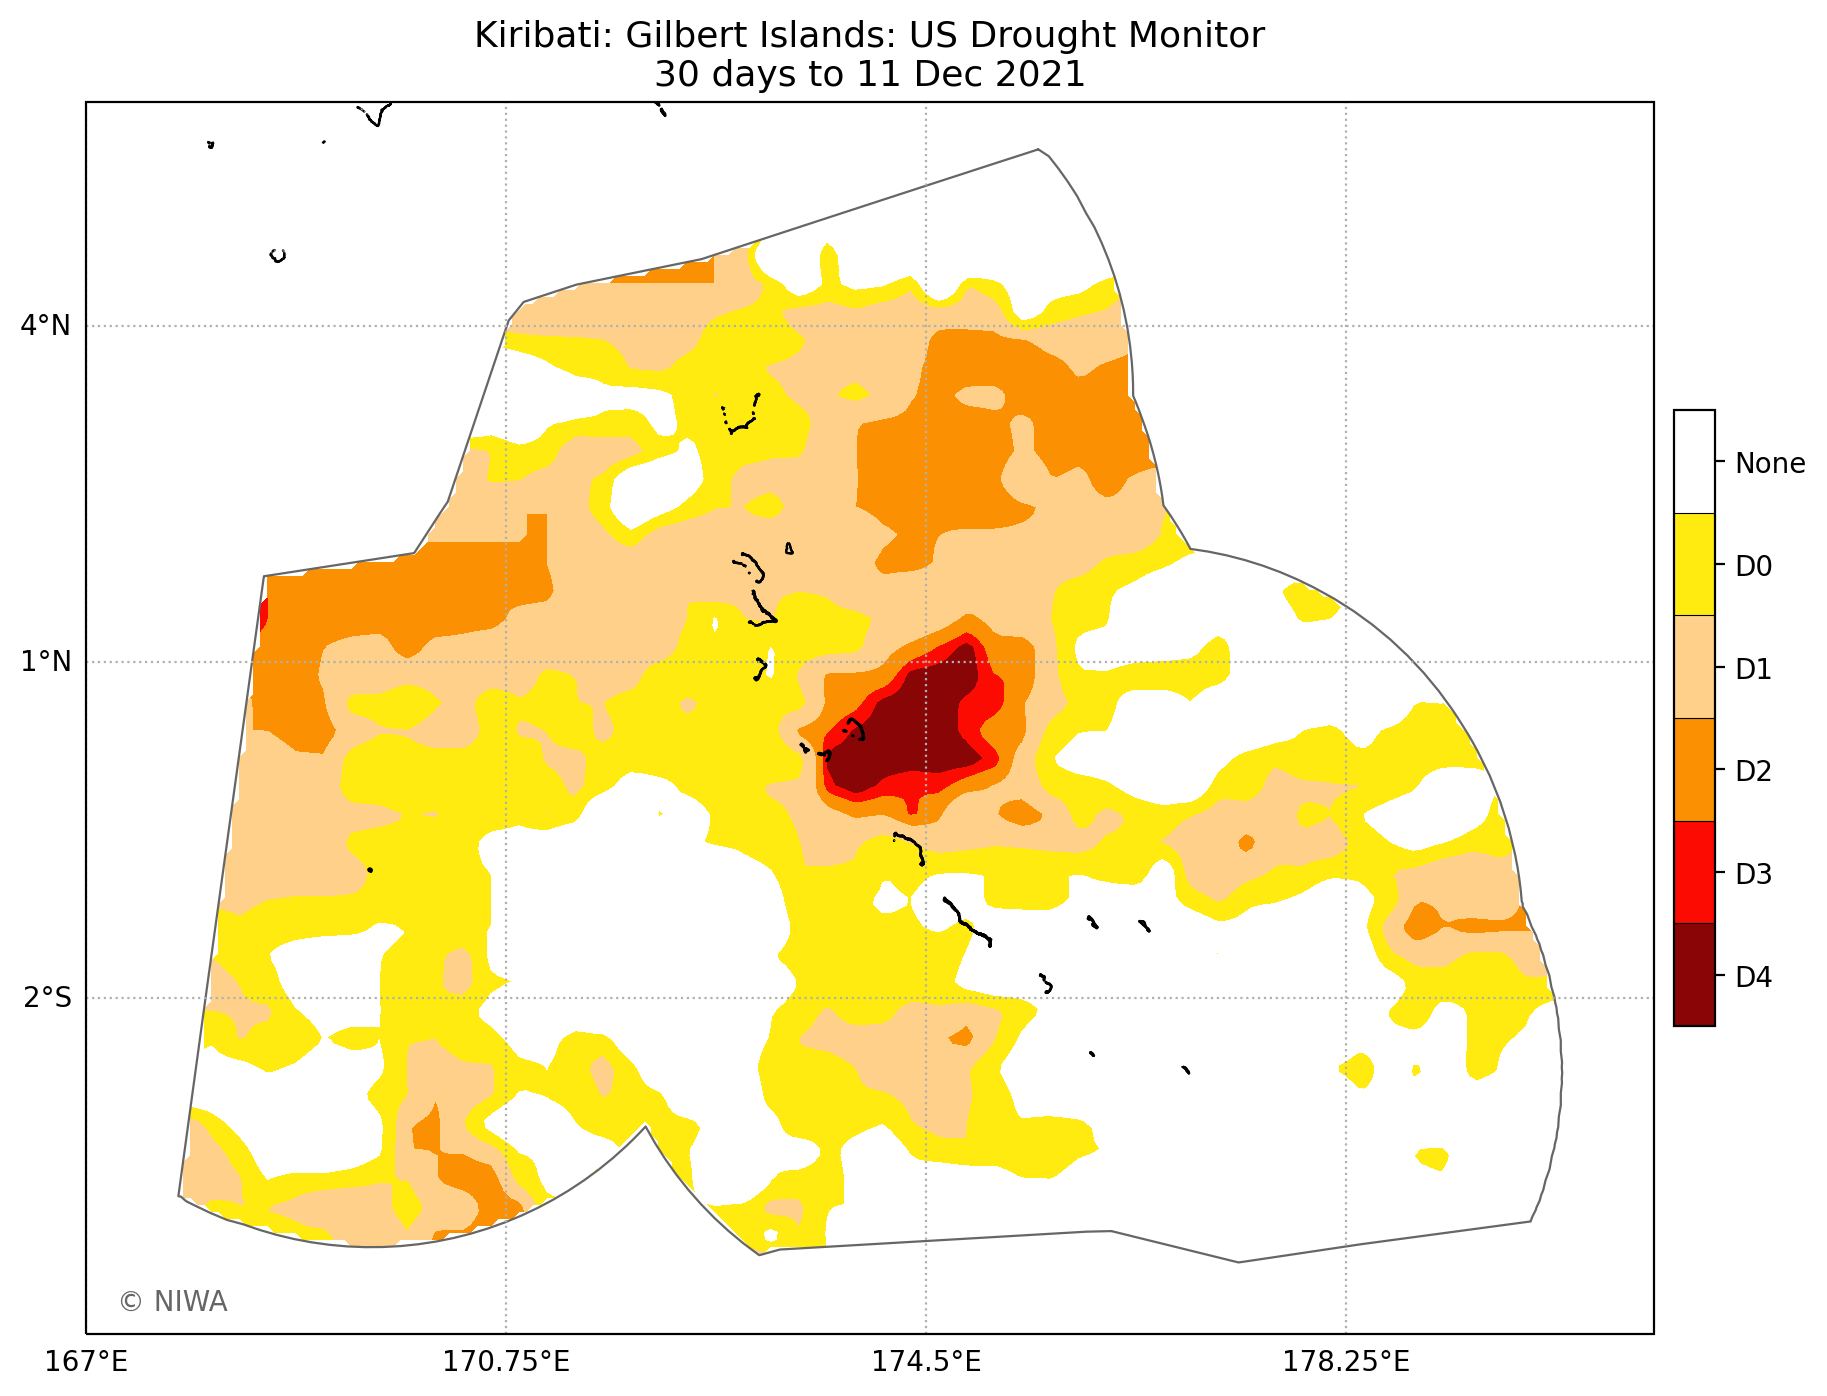 Kiribati: Gilbert Islands: US Drought Monitor
30 days to 11 Dec 2021
4°N
1°N
2°S
167°E
170.75°E
174.5°E
178.25°E
None
D0
D1
D2
D3
D4
© NIWA